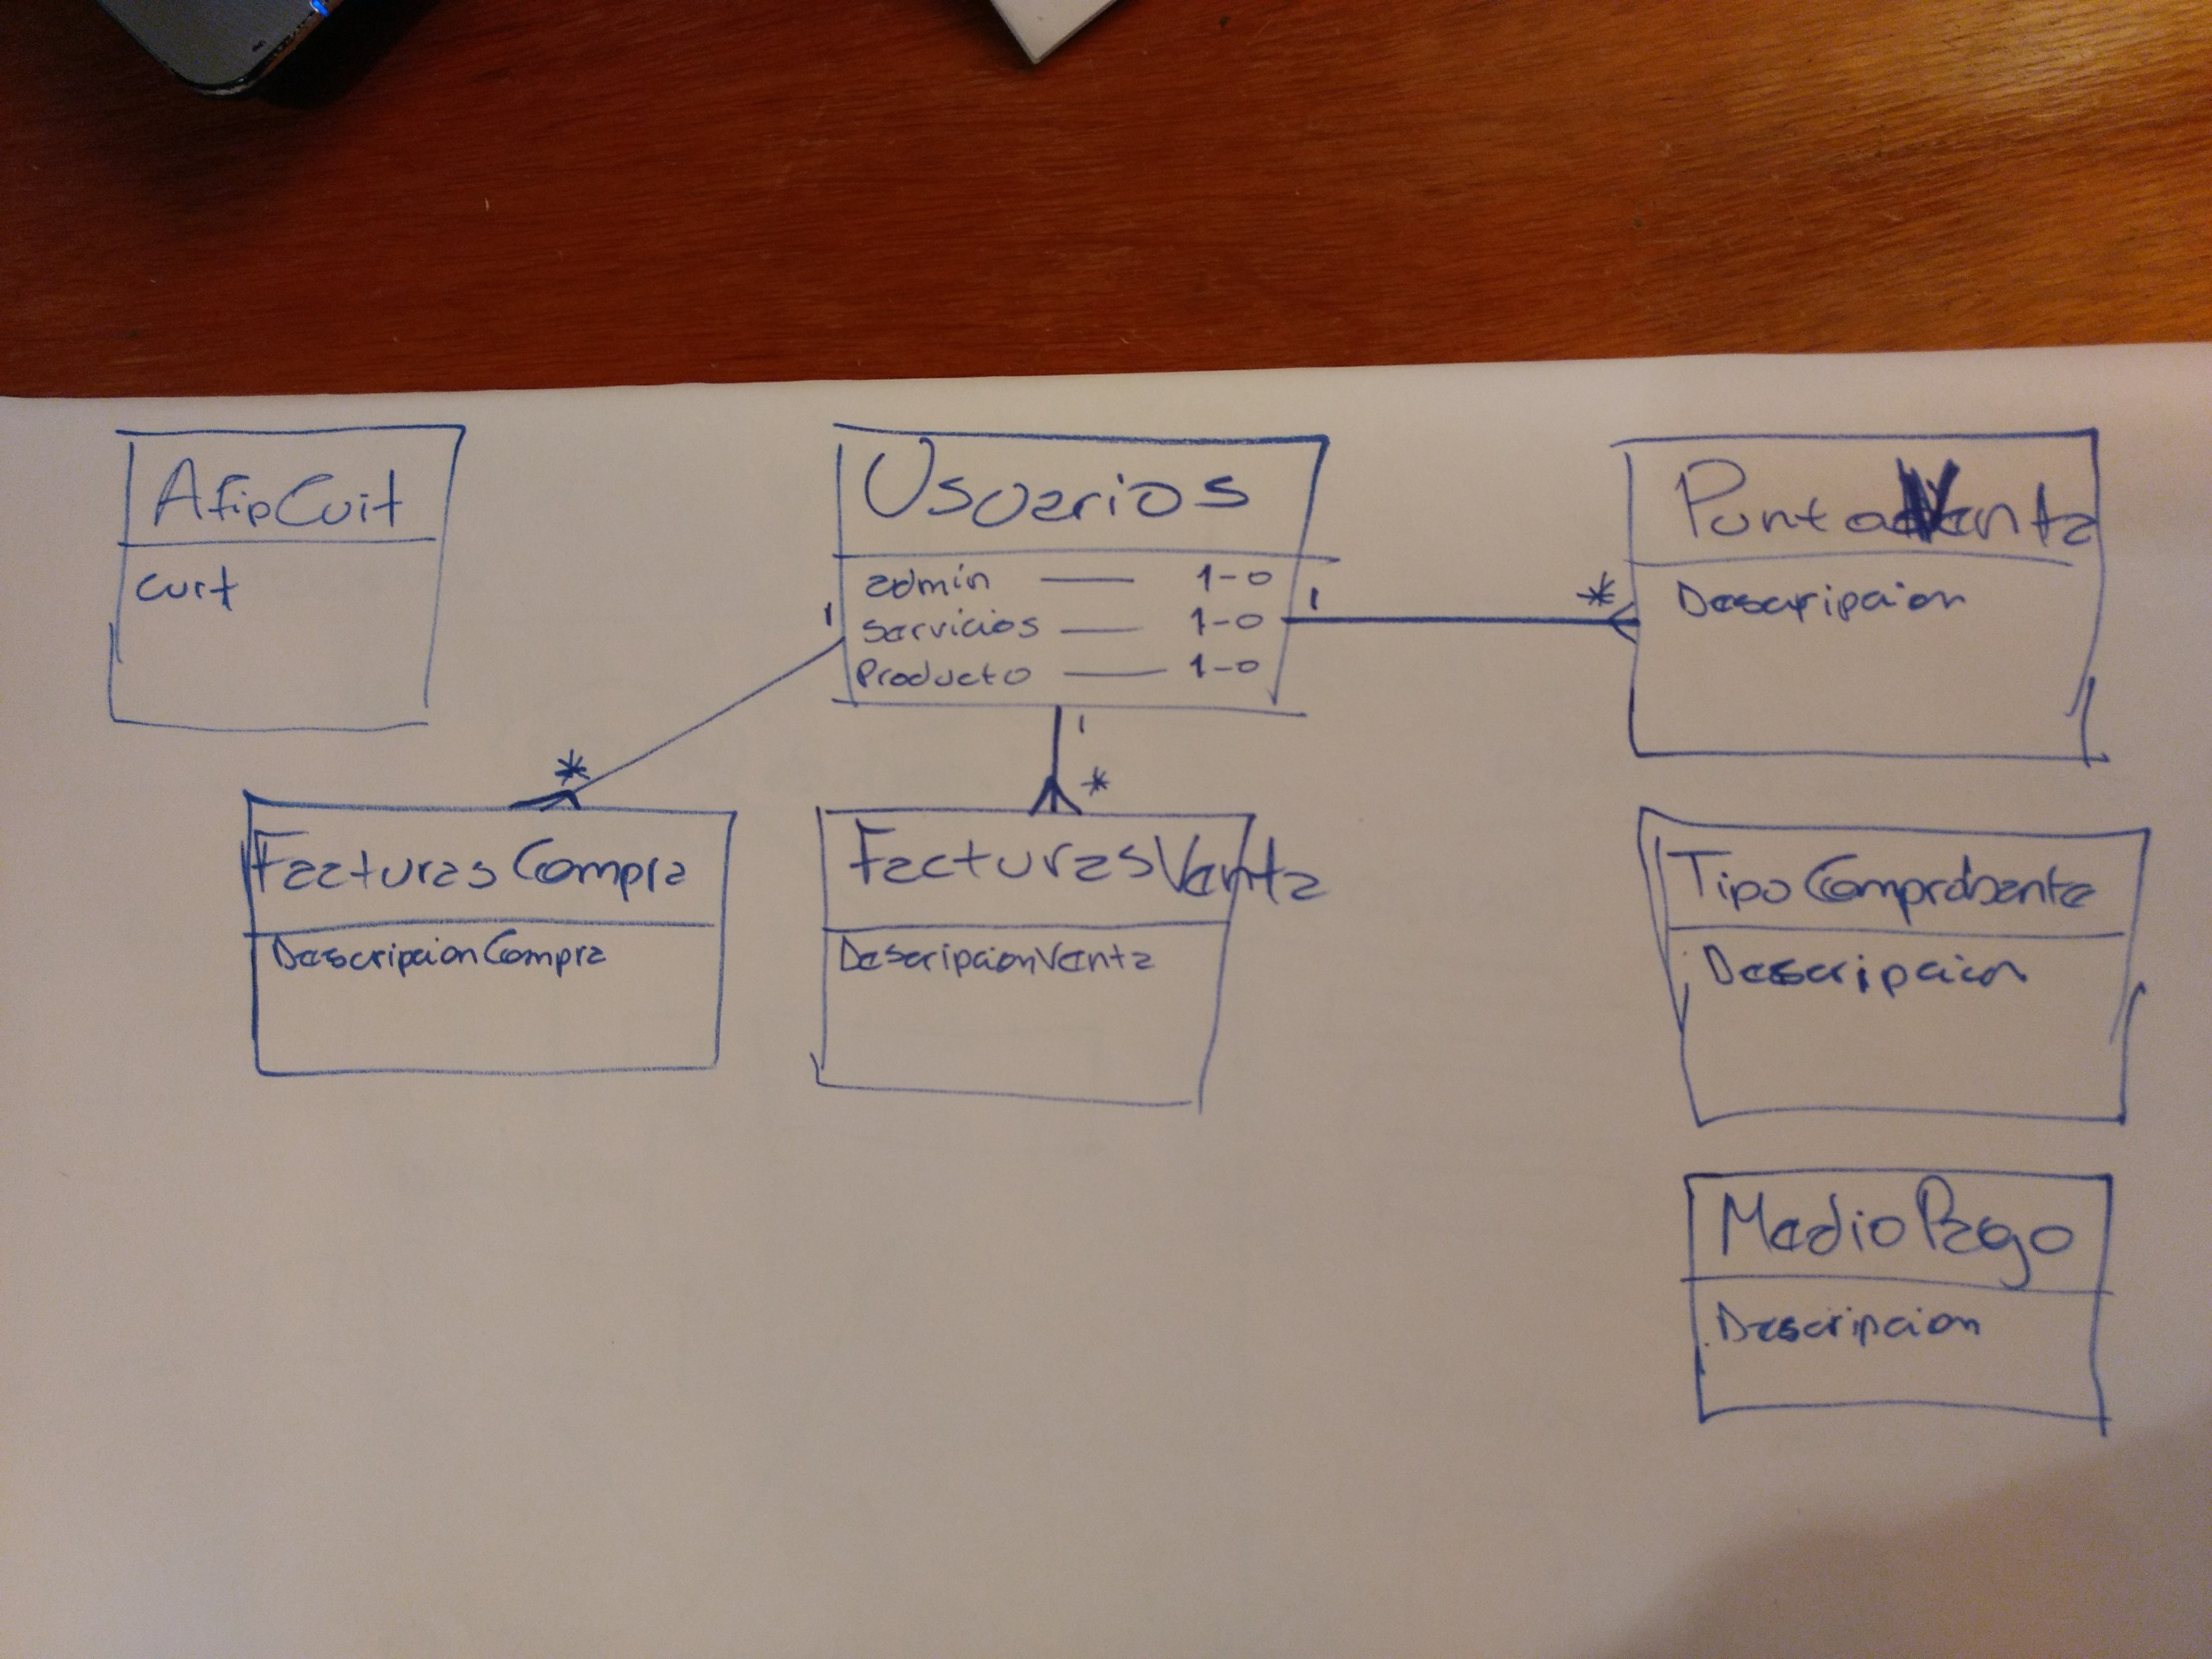 AfipCuit
cuit
Usuarios
admin — 1-0
servicios — 1-0
Producto — 1-0
1
1
*
PuntoVenta
Descripcion
*
1
*
FacturasCompra
DescripcionCompra
FacturasVenta
DescripcionVenta
TipoComprobante
Descripcion
MedioPago
Descripcion